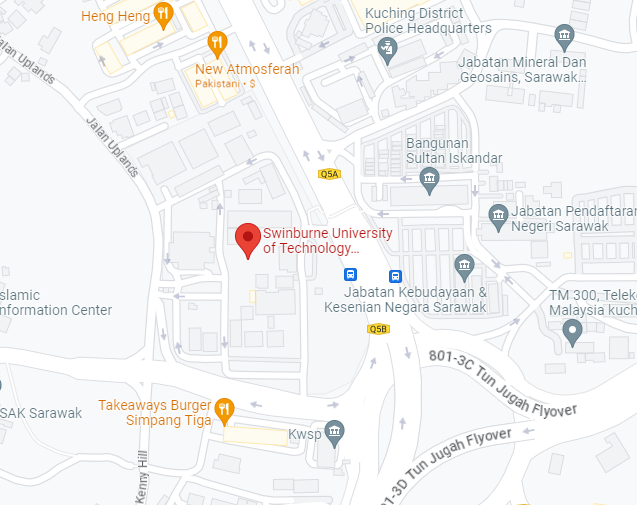 Heng Heng
Kuching District
Police Headquarters
Jalan Uplands
New Atmosferah
Pakistani • $
Jabatan Mineral Dan
Geosains, Sarawak...
Jalan Uplands
Bangunan
Sultan Iskandar
Q5A
Jabatan Pendaftaran
Negeri Sarawak
Swinburne University
of Technology...
slamic
nformation Center
Jabatan Kebudayaan &
Kesenian Negara Sarawak
TM 300, Teleko
Malaysia kuch
Q5B
801-3C Tun Jugah Flyover
SAK Sarawak
Takeaways Burger
Simpang Tiga
Kwsp
01-3D Tun Jugah Flyover
Kenny Hill